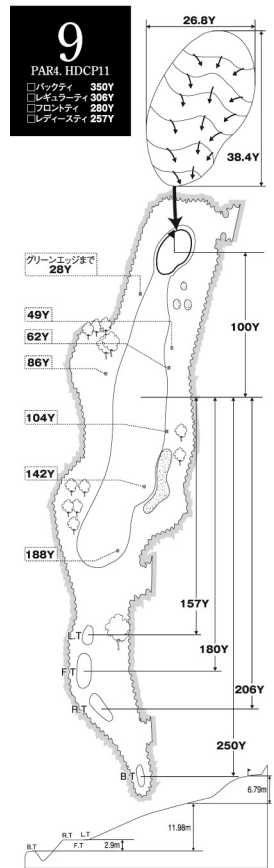 9
PAR4. HDCP11
□バックティ 350Y
□レギュラーティ 306Y
□フロントティ 280Y
□レディースティ 257Y
26.8Y
38.4Y
グリーンエッジまで
28Y
49Y
62Y
86Y
100Y
104Y
142Y
188Y
157Y
L.T
180Y
F.T
206Y
R.T
250Y
B.T
6.79m
11.98m
R.T L.T
B.T F.T 2.9m